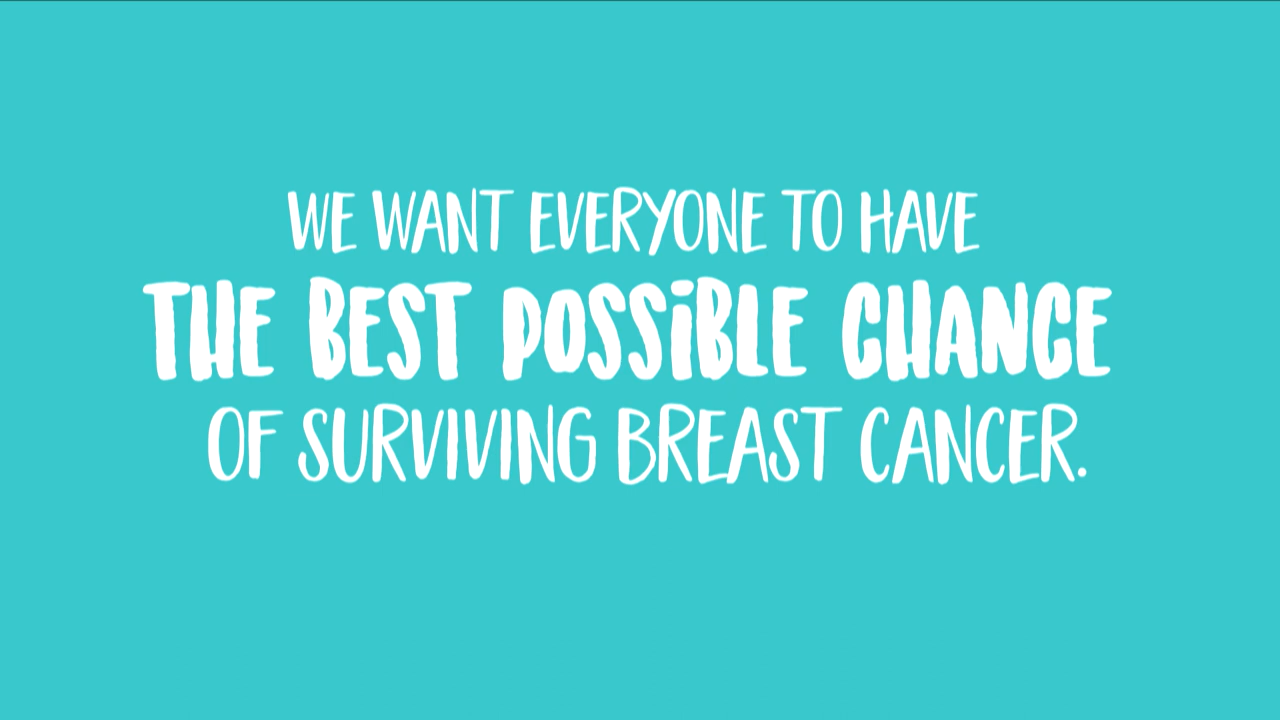 WE WANT EVERYONE TO HAVE
THE BEST POSSiBLE CHANCE
OF SURVIVING BREAST CANCER.